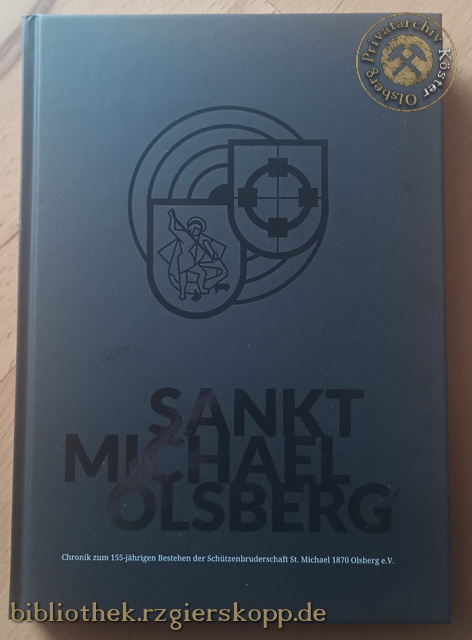 Privatarchiv Köster Olsberg
SANKT
MICHAEL
OLSBERG
Chronik zum 155-jährigen Bestehen der Schützenbruderschaft St. Michael 1870 Olsberg e.V.
bibliothek.rzgierskopp.de